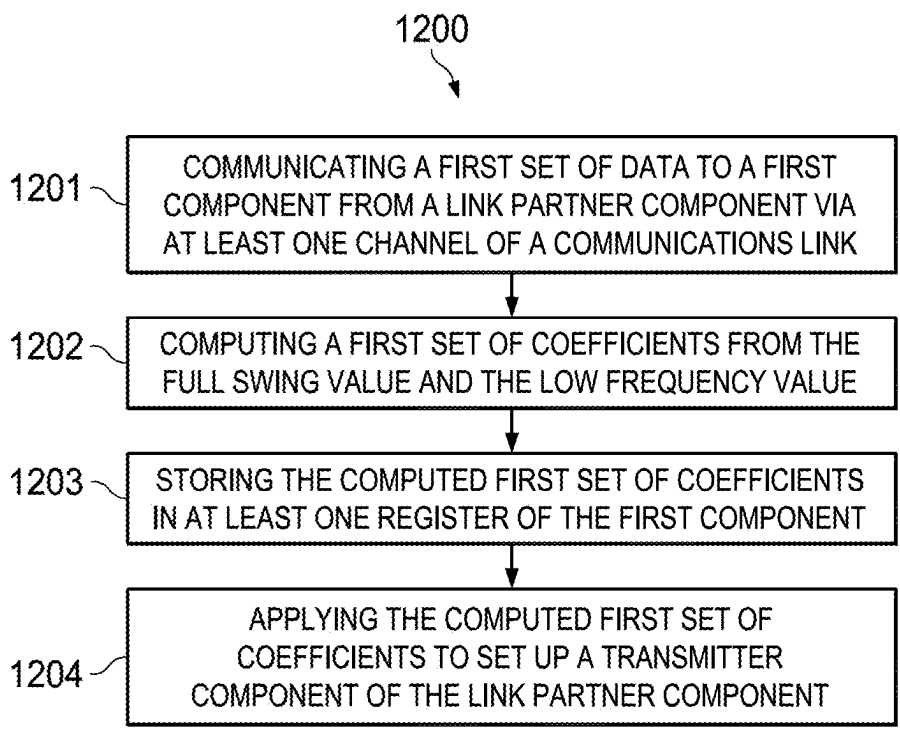 1200
1201
COMMUNICATING A FIRST SET OF DATA TO A FIRST
COMPONENT FROM A LINK PARTNER COMPONENT VIA
AT LEAST ONE CHANNEL OF A COMMUNICATIONS LINK
1202
COMPUTING A FIRST SET OF COEFFICIENTS FROM THE
FULL SWING VALUE AND THE LOW FREQUENCY VALUE
1203
STORING THE COMPUTED FIRST SET OF COEFFICIENTS
IN AT LEAST ONE REGISTER OF THE FIRST COMPONENT
1204
APPLYING THE COMPUTED FIRST SET OF
COEFFICIENTS TO SET UP A TRANSMITTER
COMPONENT OF THE LINK PARTNER COMPONENT